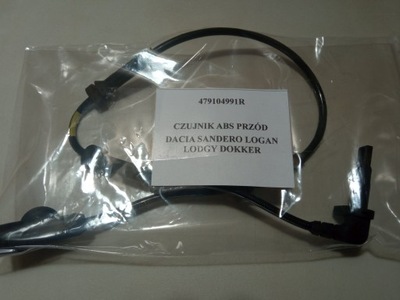 479104991R
CZUJNIK ABS PRZÓD
DACIA SANDERO LOGAN
LODGY DOKKER